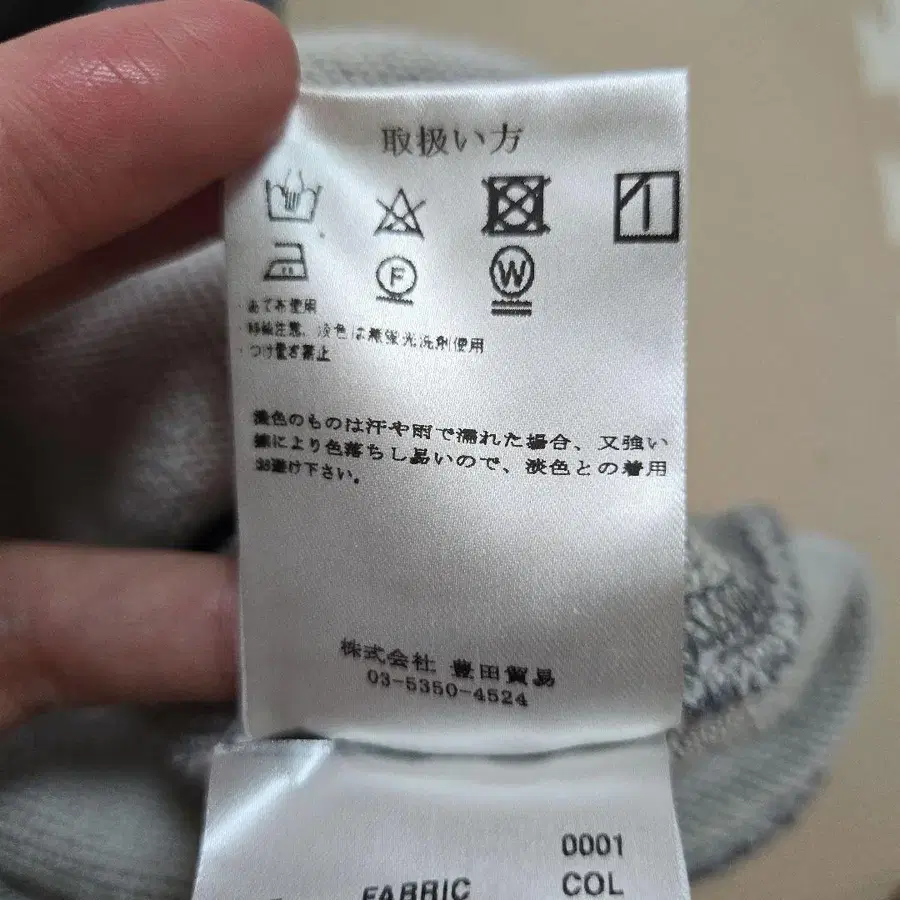 取扱い方
F
W
あて布使用
時短注意、淡色は無蛍光洗剤使用
つけ置き禁止
濃色のものは汗や雨で濡れた場合、又強い
擦により色落ちし易いので、淡色との着用
お避け下さい。
株式会社 豊田貿易
03-5350-4524
0001
FABRIC COL